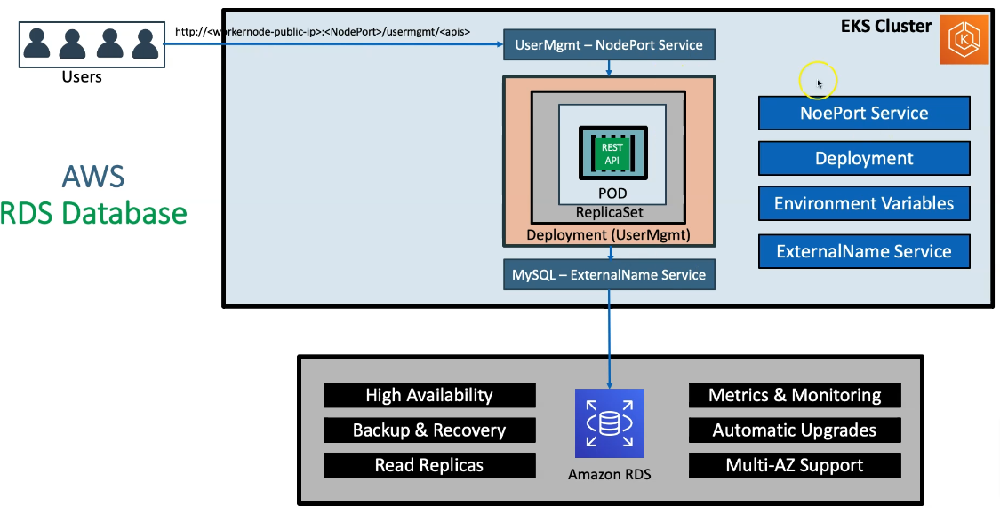 http://<workernode-public-ip>:<NodePort>/usermgmt/<apis>
Users
AWS
RDS Database
EKS Cluster
K
UserMgmt – NodePort Service
REST
API
POD
ReplicaSet
Deployment (UserMgmt)
MySQL – ExternalName Service
NoePort Service
Deployment
Environment Variables
ExternalName Service
High Availability
Backup & Recovery
Read Replicas
Amazon RDS
Metrics & Monitoring
Automatic Upgrades
Multi-AZ Support